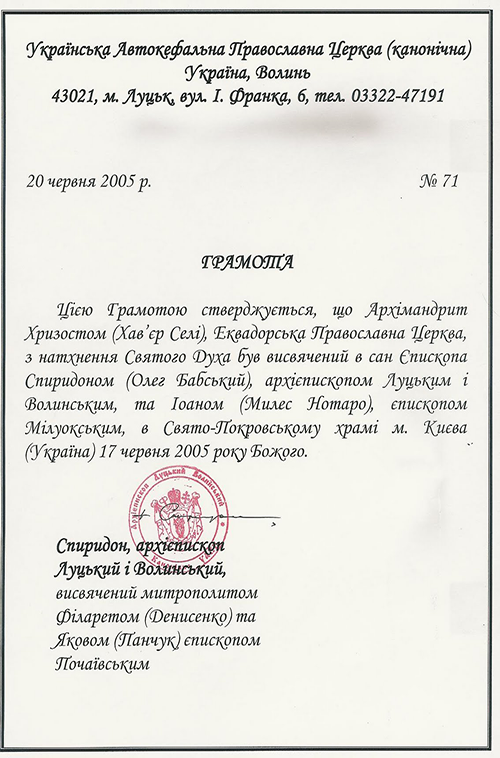 Українська Автокефальна Православна Церква (канонічна)
Україна, Волинь
43021, м. Луцьк, вул. І. Франка, 6, тел. 03322-47191
20 червня 2005 р. № 71
ГРАМОТА
Цією Грамотою стверджується, що Архімандрит
Хризостом (Хав'єр Селі), Еквадорська Православна Церква,
з натхнення Святого Духа був висвячений в сан Єпископа
Спиридоном (Олег Бабський), архієпископом Луцьким і
Волинським, та Іоаном (Милес Нотаро), єпископом
Мілуокським, в Свято-Покровському храмі м. Києва
(Україна) 17 червня 2005 року Божого.
Архієпископ Луцький Волинський
Спиридон, архієпископ
Луцький і Волинський,
висвячений митрополитом
Філаретом (Денисенко) та
Яковом (Панчук) єпископом
Почаївським